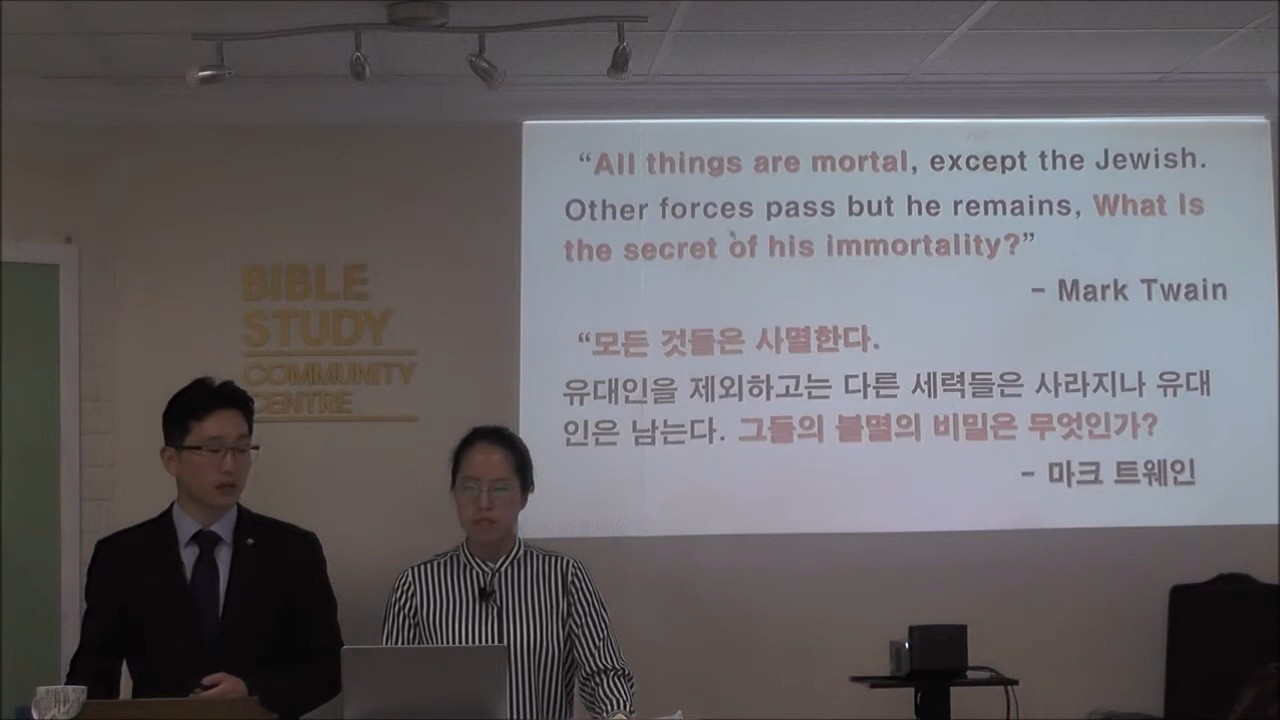 BIBLE
STUDY
COMMUNITY
CENTRE
“All things are mortal, except the Jewish.
Other forces pass but he remains, What Is
the secret of his immortality?”
- Mark Twain
“모든 것들은 사멸한다.
유대인을 제외하고는 다른 세력들은 사라지나 유대
인은 남는다. 그들의 불멸의 비밀은 무엇인가?
- 마크 트웨인